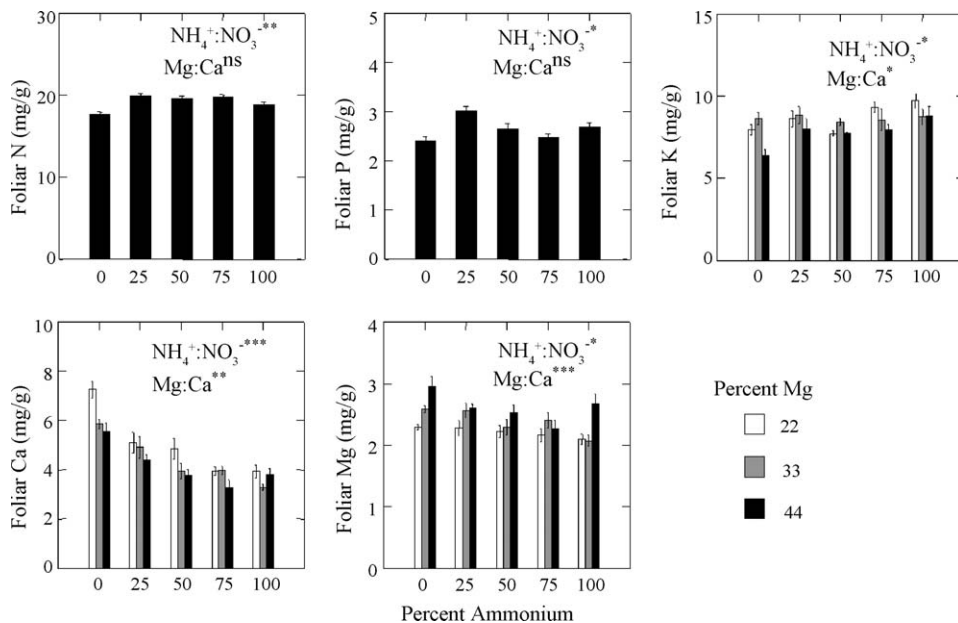 30
20
10
0
Foliar N (mg/g)
NH₄⁺:NO₃⁻**
Mg:Caⁿˢ
0 25 50 75 100
5
4
3
2
1
0
Foliar P (mg/g)
NH₄⁺:NO₃⁻*
Mg:Caⁿˢ
0 25 50 75 100
15
10
5
0
Foliar K (mg/g)
NH₄⁺:NO₃⁻*
Mg:Ca*
0 25 50 75 100
10
8
6
4
2
0
Foliar Ca (mg/g)
NH₄⁺:NO₃⁻***
Mg:Ca**
0 25 50 75 100
4
3
2
1
0
Foliar Mg (mg/g)
NH₄⁺:NO₃⁻*
Mg:Ca***
0 25 50 75 100
Percent Ammonium
Percent Mg
22
33
44